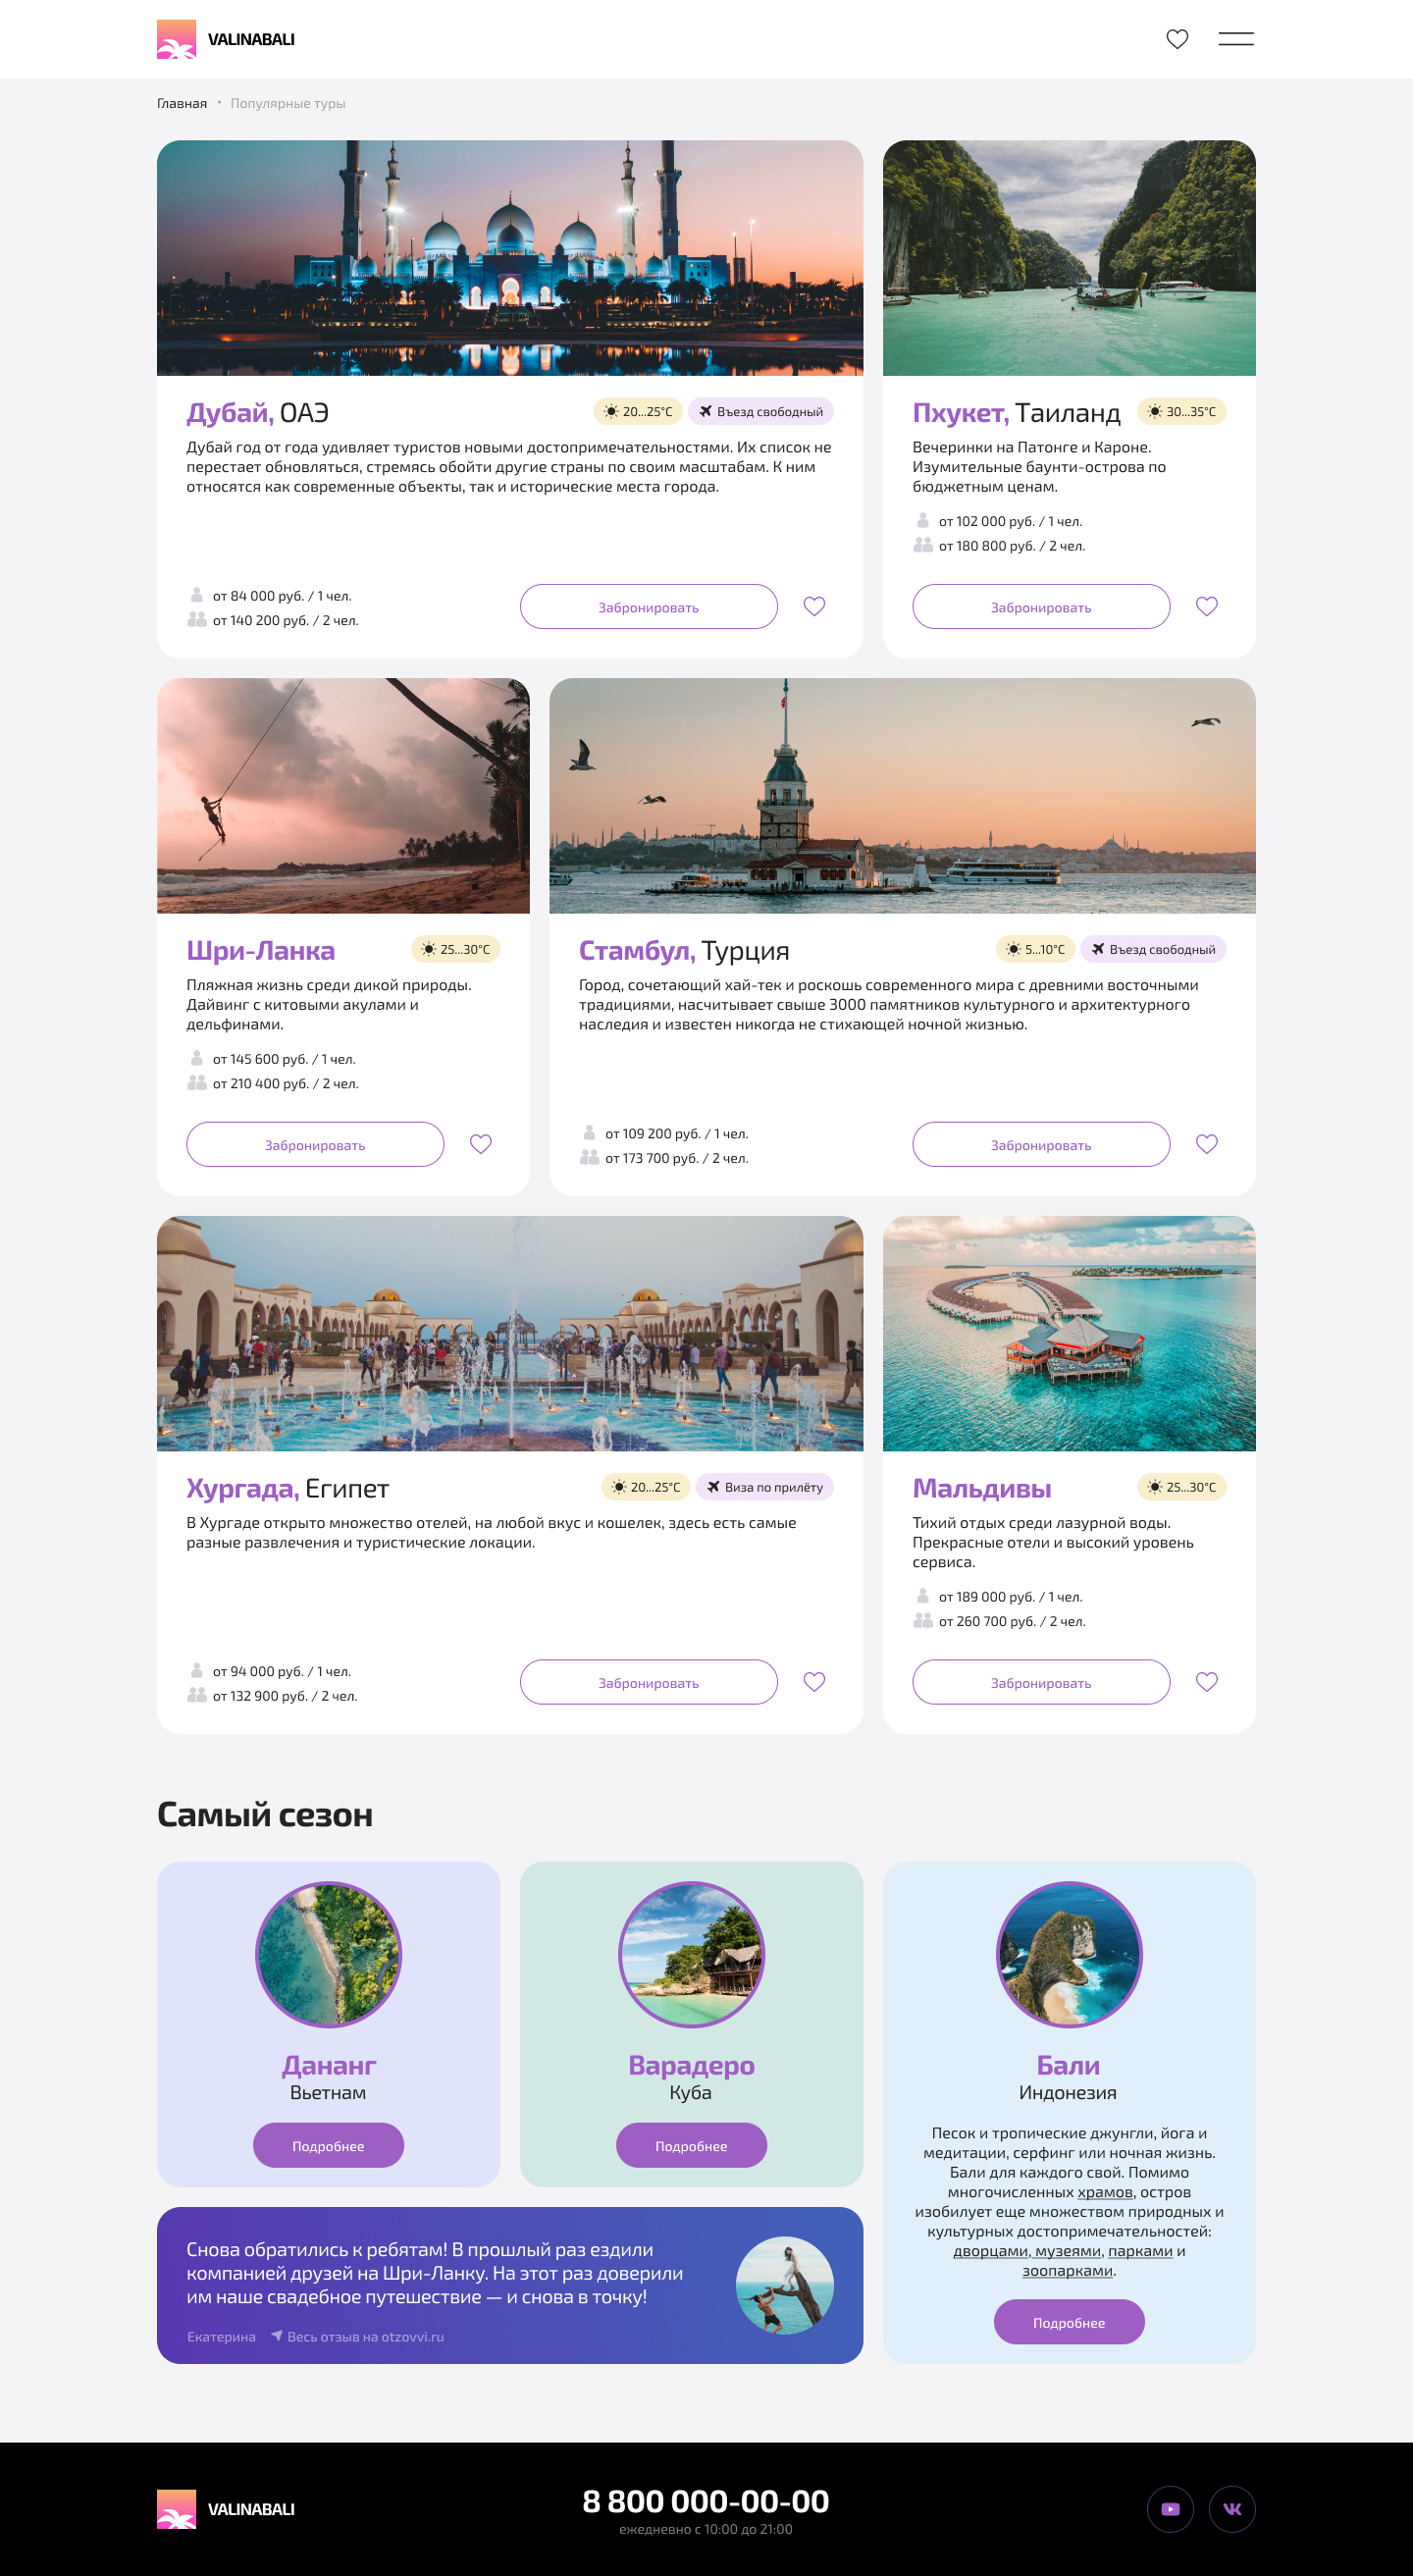 VALINABALI
Главная • Популярные туры
Дубай, ОАЭ
20...25°C
Въезд свободный
Дубай год от года удивляет туристов новыми достопримечательностями. Их список не
перестает обновляться, стремясь обойти другие страны по своим масштабам. К ним
относятся как современные объекты, так и исторические места города.
от 84 000 руб. / 1 чел.
от 140 200 руб. / 2 чел.
Забронировать
Пхукет, Таиланд
30...35°C
Вечеринки на Патонге и Кароне.
Изумительные баунти-острова по
бюджетным ценам.
от 102 000 руб. / 1 чел.
от 180 800 руб. / 2 чел.
Забронировать
Шри-Ланка
25...30°C
Пляжная жизнь среди дикой природы.
Дайвинг с китовыми акулами и
дельфинами.
от 145 600 руб. / 1 чел.
от 210 400 руб. / 2 чел.
Забронировать
Стамбул, Турция
5...10°C
Въезд свободный
Город, сочетающий хай-тек и роскошь современного мира с древними восточными
традициями, насчитывает свыше 3000 памятников культурного и архитектурного
наследия и известен никогда не стихающей ночной жизнью.
от 109 200 руб. / 1 чел.
от 173 700 руб. / 2 чел.
Забронировать
Хургада, Египет
20...25°C
Виза по прилёту
В Хургаде открыто множество отелей, на любой вкус и кошелек, здесь есть самые
разные развлечения и туристические локации.
от 94 000 руб. / 1 чел.
от 132 900 руб. / 2 чел.
Забронировать
Мальдивы
25...30°C
Тихий отдых среди лазурной воды.
Прекрасные отели и высокий уровень
сервиса.
от 189 000 руб. / 1 чел.
от 260 700 руб. / 2 чел.
Забронировать
Самый сезон
Дананг
Вьетнам
Подробнее
Варадеро
Куба
Подробнее
Бали
Индонезия
Песок и тропические джунгли, йога и
медитации, серфинг или ночная жизнь.
Бали для каждого свой. Помимо
многочисленных храмов, остров
изобилует еще множеством природных и
культурных достопримечательностей:
дворцами, музеями, парками и
зоопарками.
Подробнее
Снова обратились к ребятам! В прошлый раз ездили
компанией друзей на Шри-Ланку. На этот раз доверили
им наше свадебное путешествие — и снова в точку!
Екатерина
Весь отзыв на otzovvi.ru
VALINABALI
8 800 000-00-00
ежедневно с 10:00 до 21:00